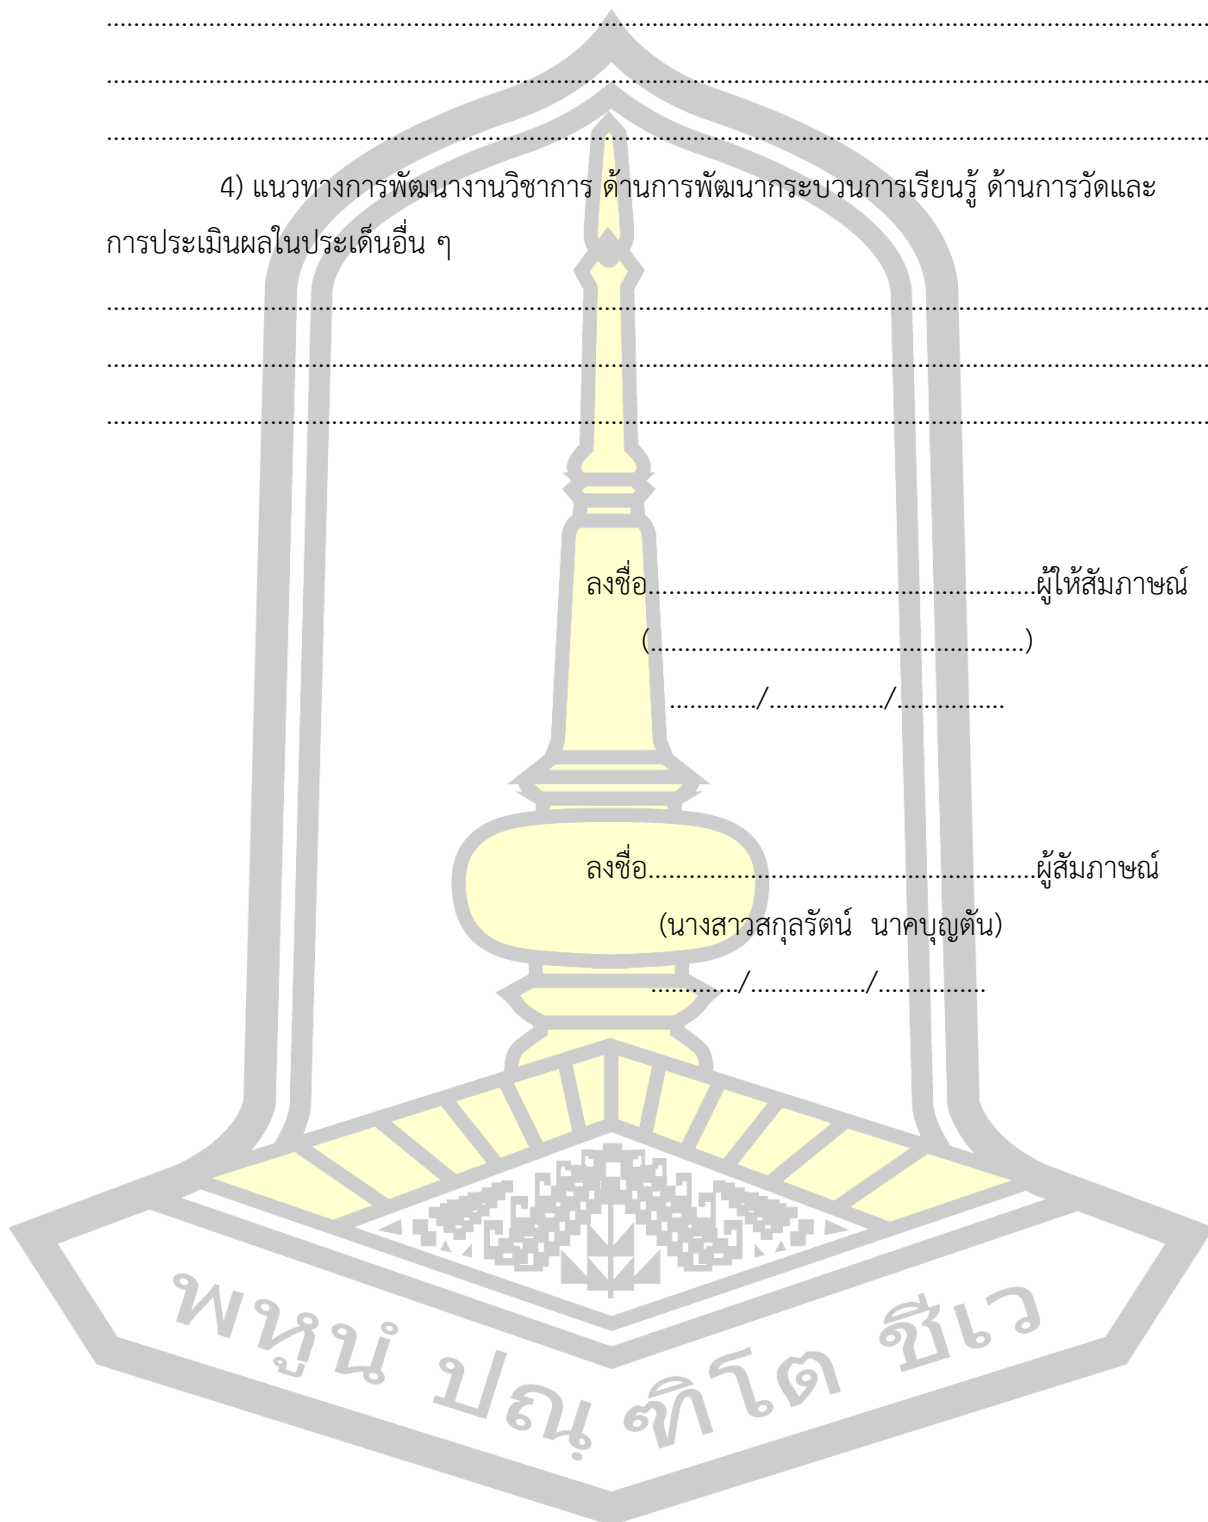 ................................................................................................................................................................
................................................................................................................................................................
................................................................................................................................................................
4) แนวทางการพัฒนางานวิชาการ ด้านการพัฒนากระบวนการเรียนรู้ ด้านการวัดและ
การประเมินผลในประเด็นอื่น ๆ
................................................................................................................................................................
................................................................................................................................................................
................................................................................................................................................................
ลงชื่อ.........................................................ผู้ให้สัมภาษณ์
(.......................................................)
............./................./................
ลงชื่อ.........................................................ผู้สัมภาษณ์
(นางสาวสกุลรัตน์ นาคบุญตัน)
............./................./................
พหูนํ ปณฺฑิโต ชีเว